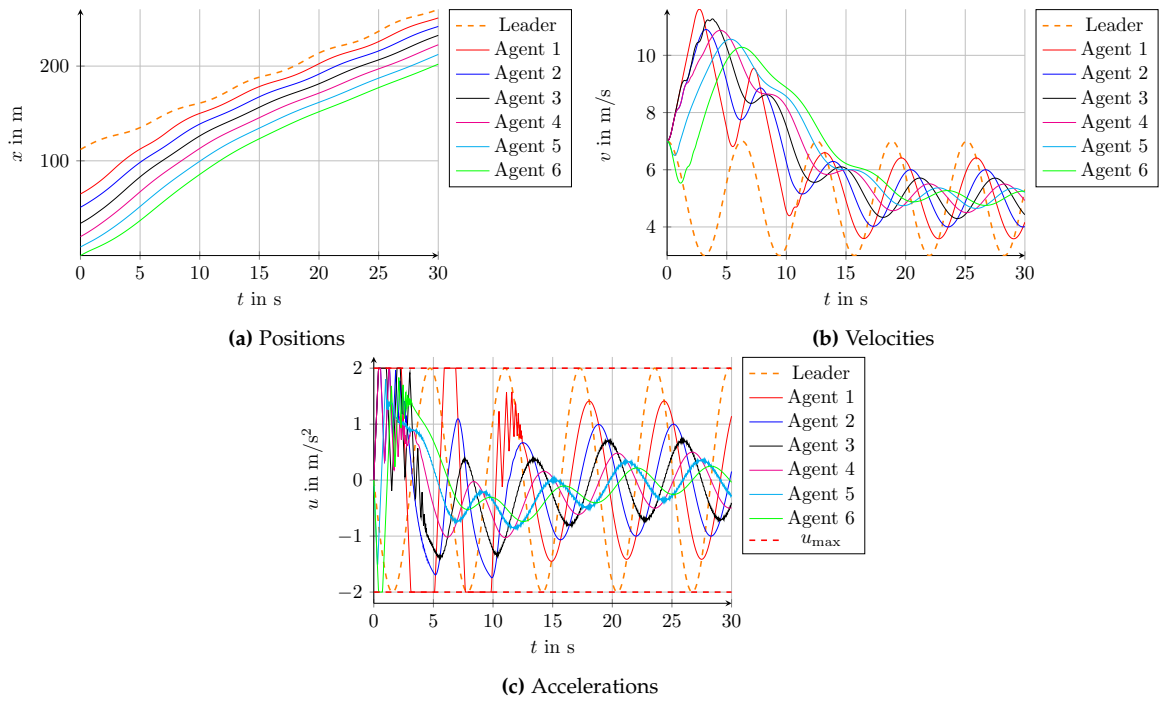 x in m
200
100
0
5
10
15
20
25
30
t in s
Leader
Agent 1
Agent 2
Agent 3
Agent 4
Agent 5
Agent 6
(a) Positions
v in m/s
10
8
6
4
0
5
10
15
20
25
30
t in s
Leader
Agent 1
Agent 2
Agent 3
Agent 4
Agent 5
Agent 6
(b) Velocities
u in m/s²
2
1
0
−1
−2
0
5
10
15
20
25
30
t in s
Leader
Agent 1
Agent 2
Agent 3
Agent 4
Agent 5
Agent 6
u_max
(c) Accelerations